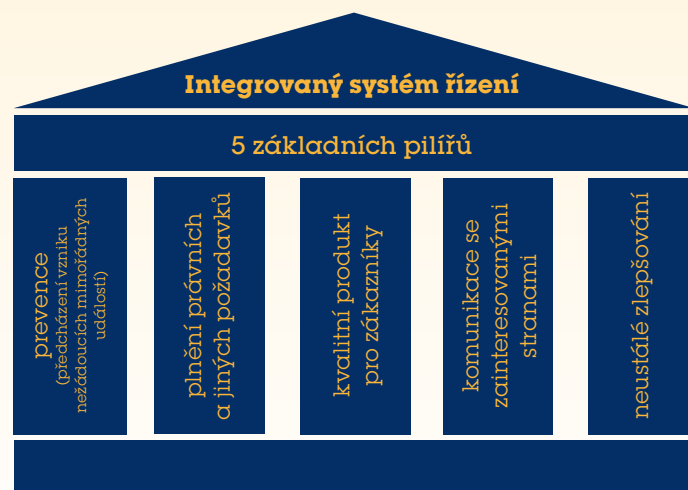 Integrovaný systém řízení
5 základních pilířů
prevence
(předcházení vzniku
nežádoucích mimořádných
událostí)
plnění právních
a jiných požadavků
kvalitní produkt
pro zákazníky
komunikace se
zainteresovanými
stranami
neustálé zlepšování